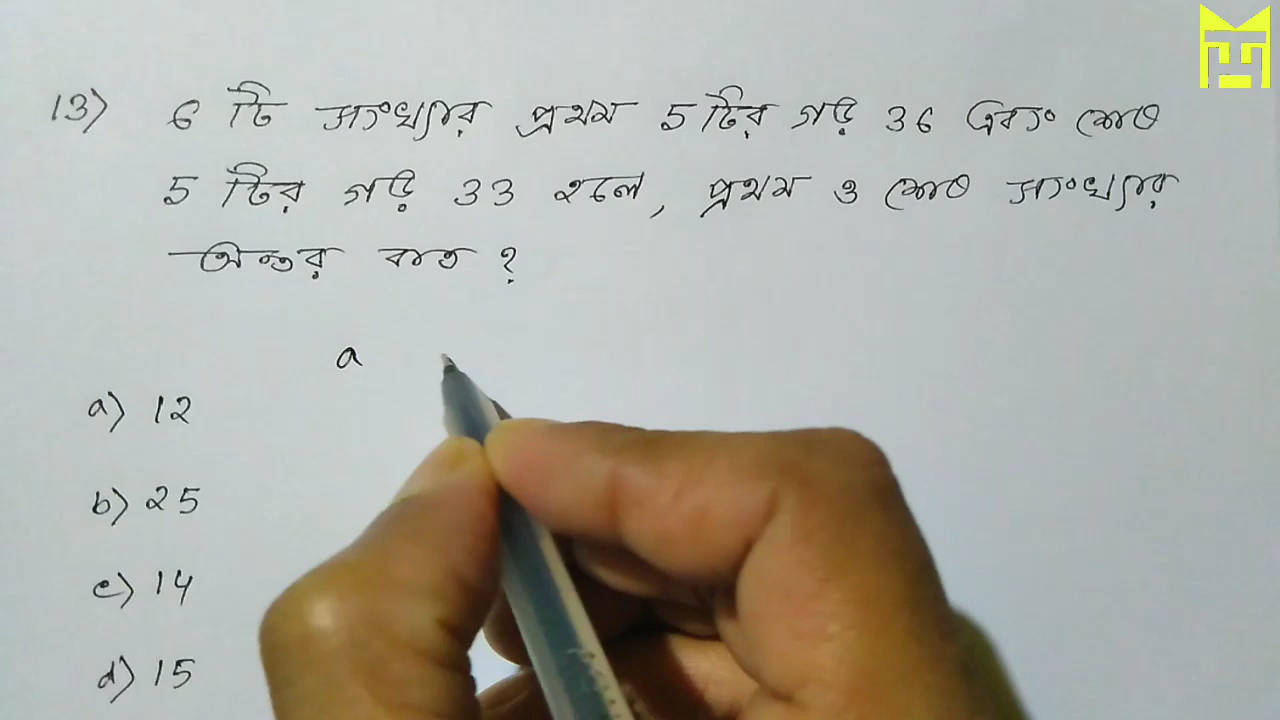 13) 6 টি সংখ্যার প্রথম 5 টির গড় 36 এবং শেষ
5 টির গড় 33 হলে, প্রথম ও শেষ সংখ্যার
অন্তর কত ?
a
a) 12
b) 25
c) 14
d) 15